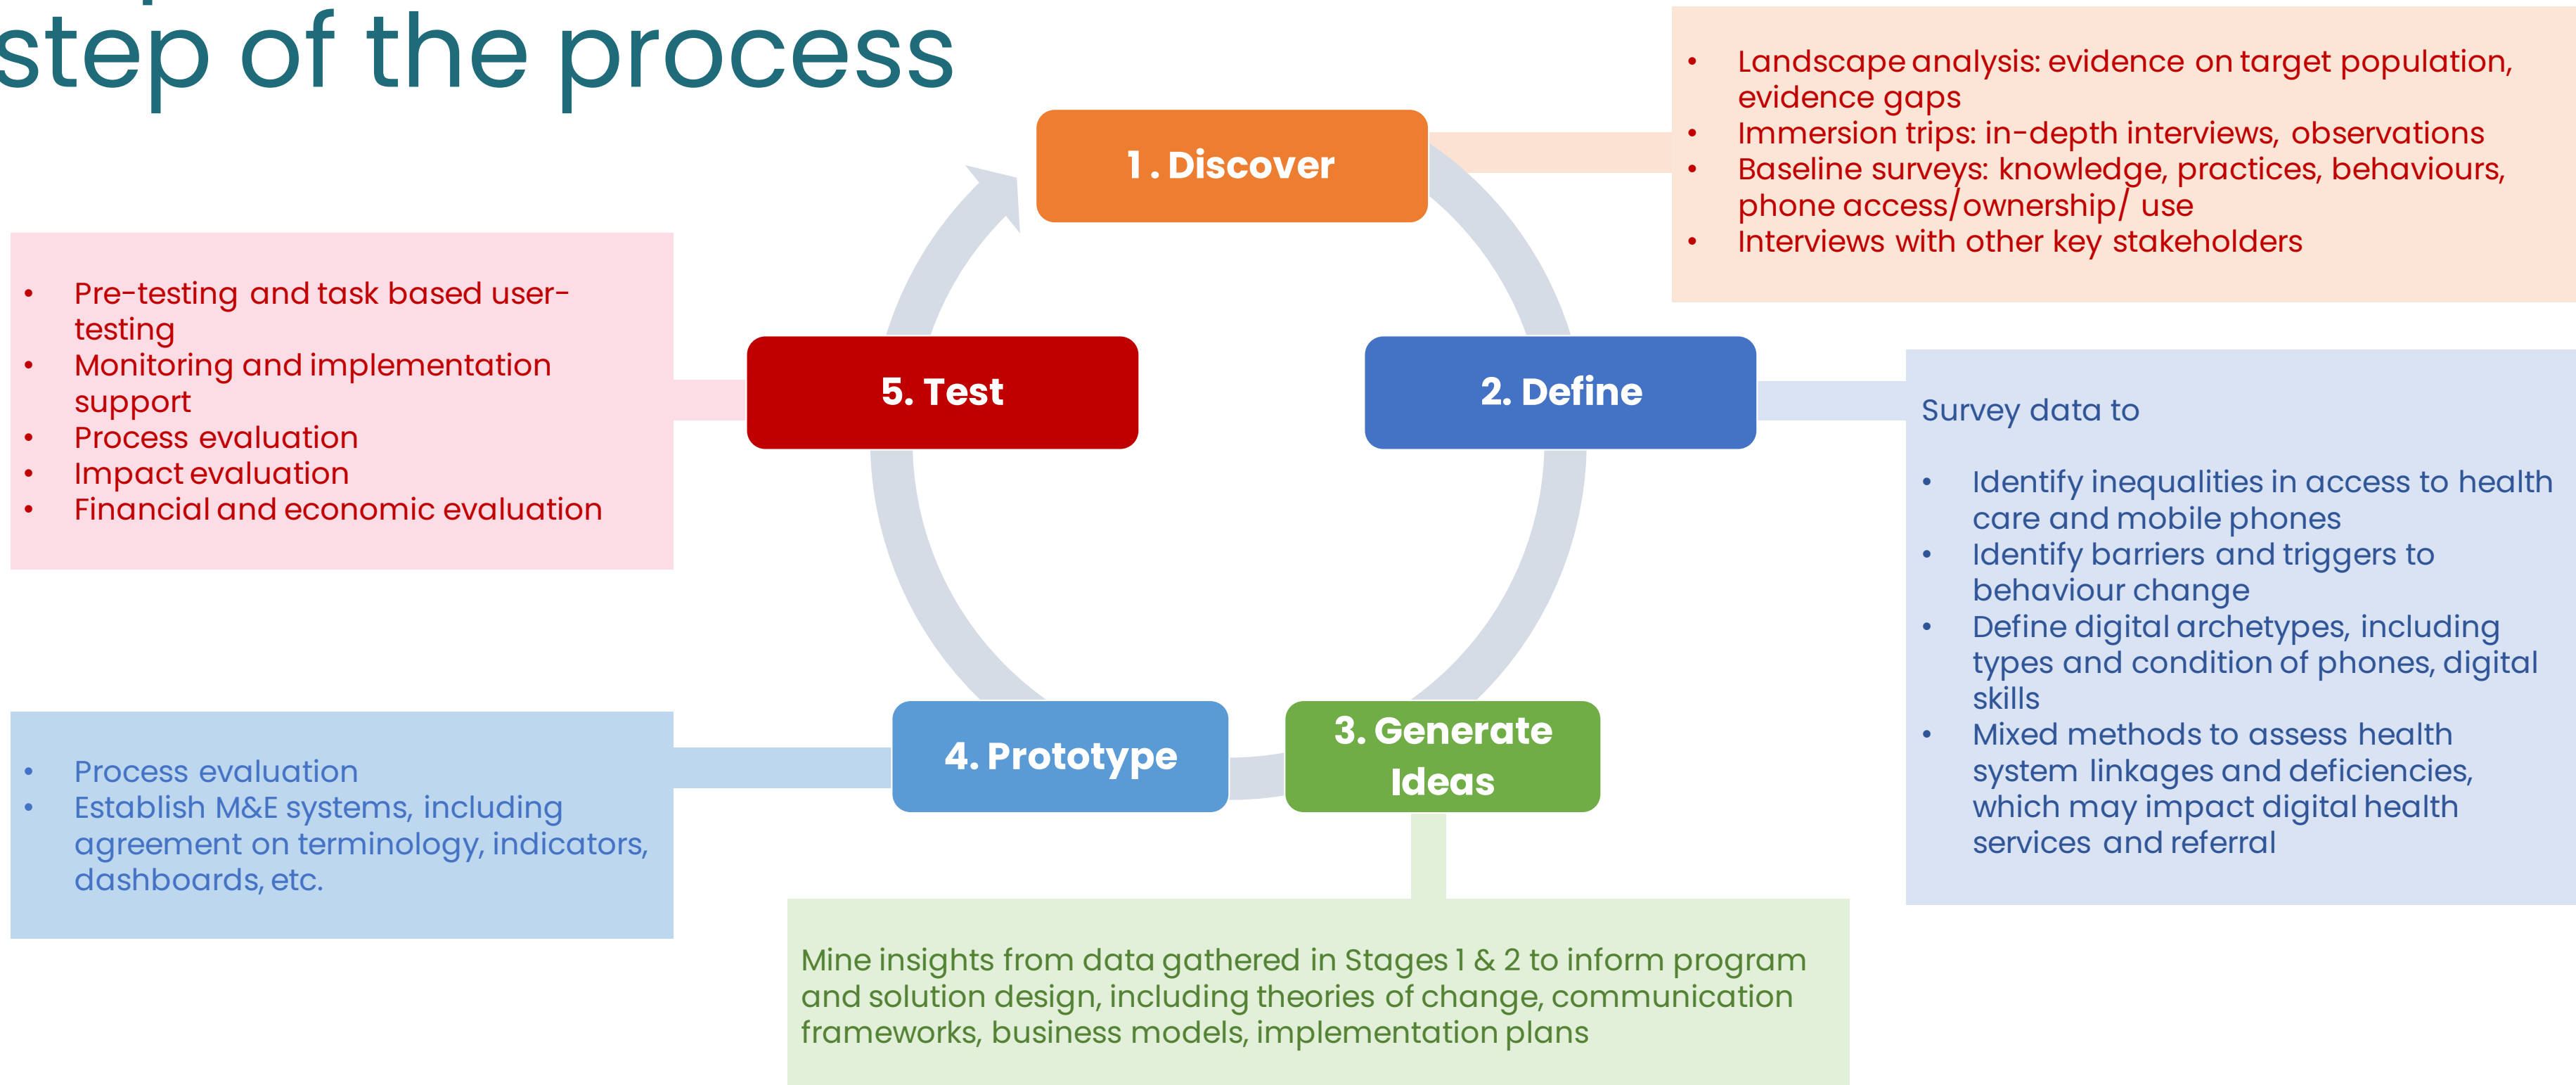 step of the process
1 . Discover
• Landscape analysis: evidence on target population,
evidence gaps
• Immersion trips: in-depth interviews, observations
• Baseline surveys: knowledge, practices, behaviours,
phone access/ownership/ use
• Interviews with other key stakeholders
2. Define
Survey data to
• Identify inequalities in access to health
care and mobile phones
• Identify barriers and triggers to
behaviour change
• Define digital archetypes, including
types and condition of phones, digital
skills
• Mixed methods to assess health
system linkages and deficiencies,
which may impact digital health
services and referral
3. Generate
Ideas
Mine insights from data gathered in Stages 1 & 2 to inform program
and solution design, including theories of change, communication
frameworks, business models, implementation plans
4. Prototype
• Process evaluation
• Establish M&E systems, including
agreement on terminology, indicators,
dashboards, etc.
5. Test
• Pre-testing and task based user-
testing
• Monitoring and implementation
support
• Process evaluation
• Impact evaluation
• Financial and economic evaluation